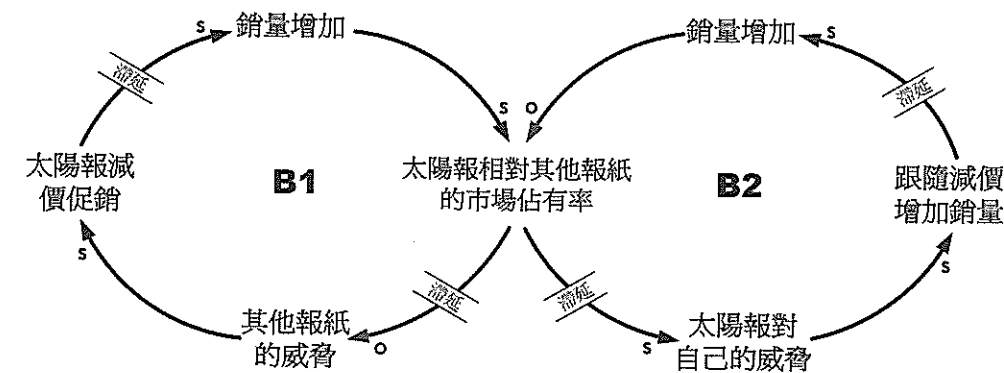 銷量增加
s
滯延
s
太陽報減
價促銷
B1
s
其他報紙
的威脅
o
滯延
太陽報相對其他報紙
的市場佔有率
銷量增加
s
滯延
o
B2
跟隨減價
增加銷量
s
滯延
s
太陽報對
自己的威脅